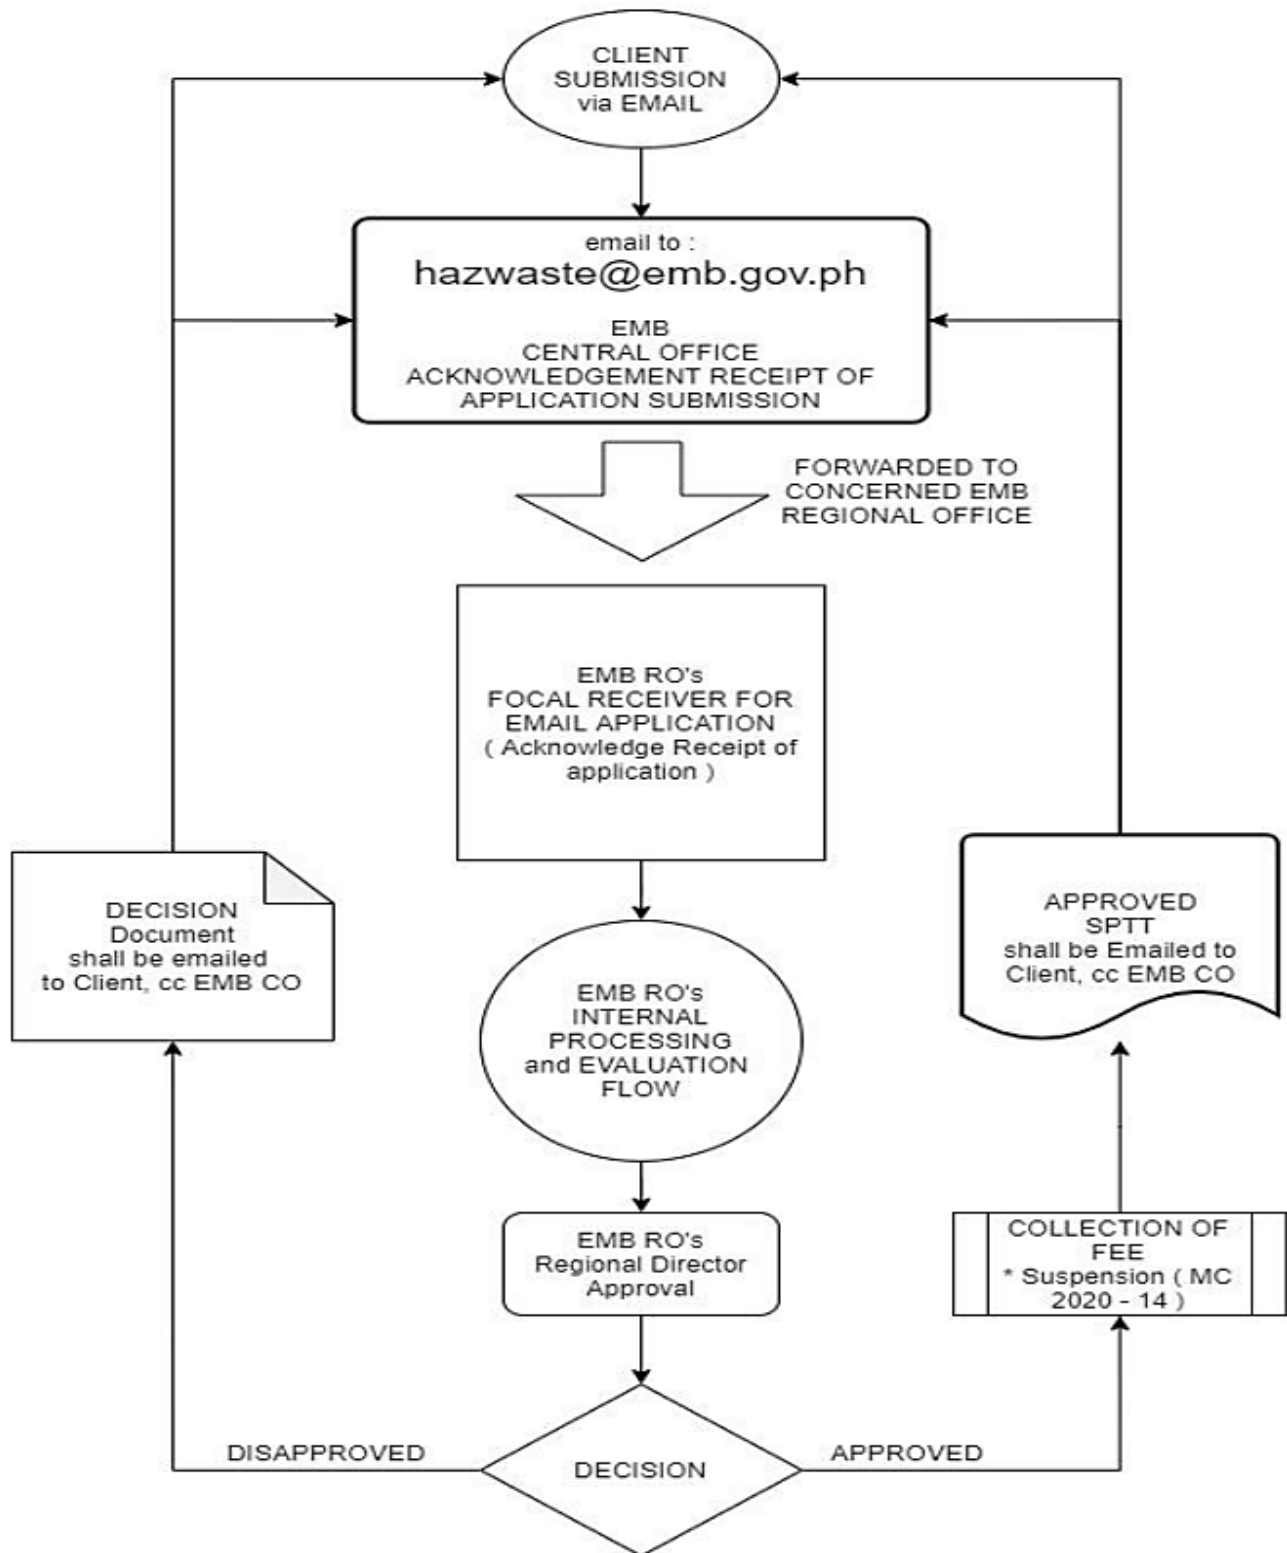 CLIENT
SUBMISSION
via EMAIL
email to :
hazwaste@emb.gov.ph
EMB
CENTRAL OFFICE
ACKNOWLEDGEMENT RECEIPT OF
APPLICATION SUBMISSION
FORWARDED TO
CONCERNED EMB
REGIONAL OFFICE
EMB RO's
FOCAL RECEIVER FOR
EMAIL APPLICATION
( Acknowledge Receipt of
application )
DECISION
Document
shall be emailed
to Client, cc EMB CO
APPROVED
SPTT
shall be Emailed to
Client, cc EMB CO
EMB RO's
INTERNAL
PROCESSING
and EVALUATION
FLOW
EMB RO's
Regional Director
Approval
COLLECTION OF
FEE
* Suspension ( MC
2020 - 14 )
DISAPPROVED
DECISION
APPROVED